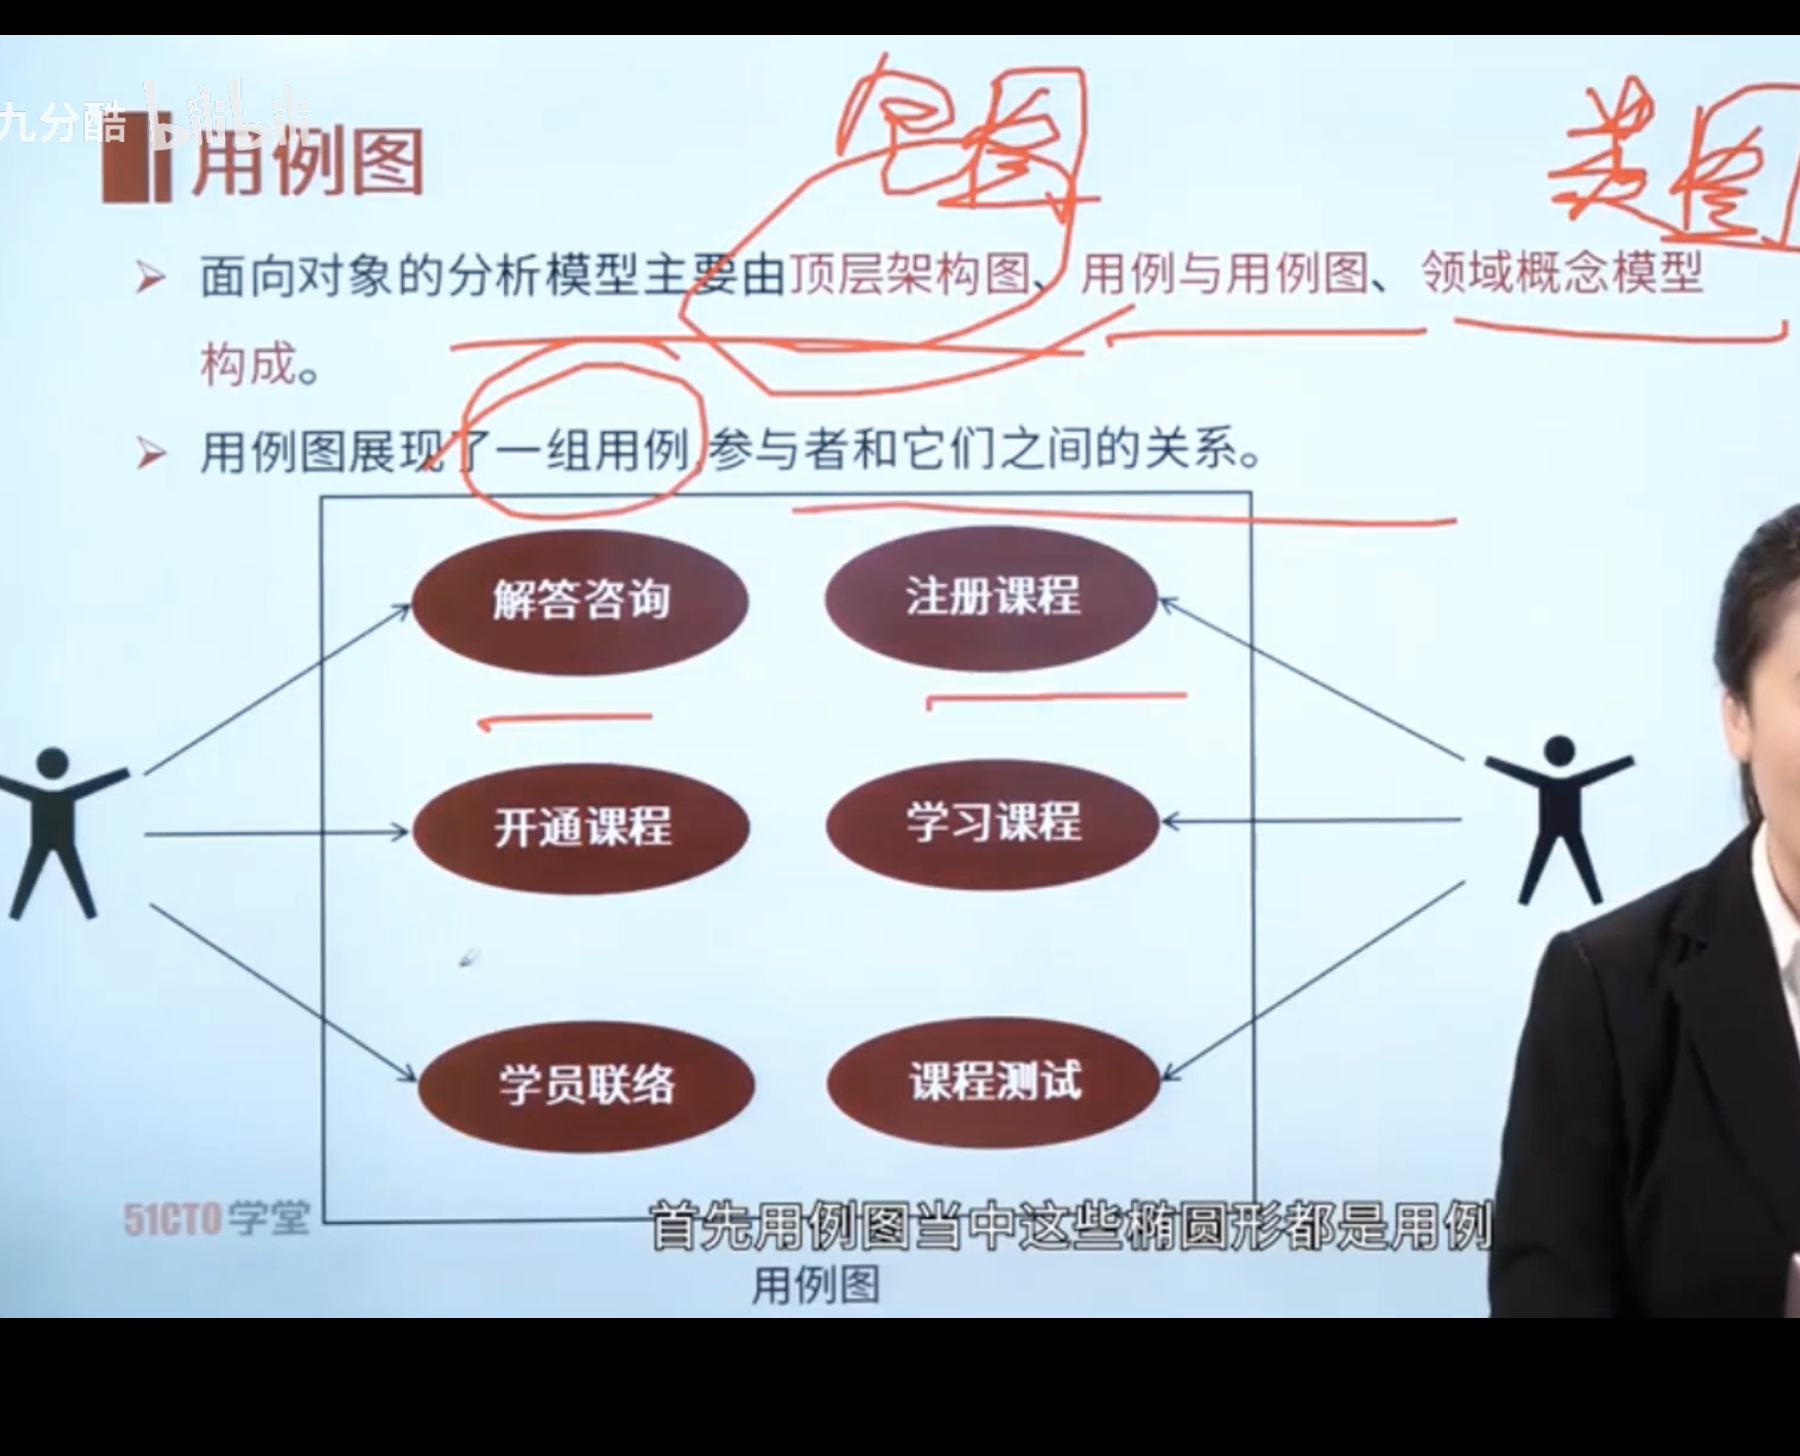 九分酷 bilibili
用例图
包图
类图
面向对象的分析模型主要由顶层架构图、用例与用例图、领域概念模型
构成。
用例图展现了一组用例,参与者和它们之间的关系。
解答咨询
注册课程
开通课程
学习课程
学员联络
课程测试
51CTO学堂
首先用例图当中这些椭圆形都是用例
用例图